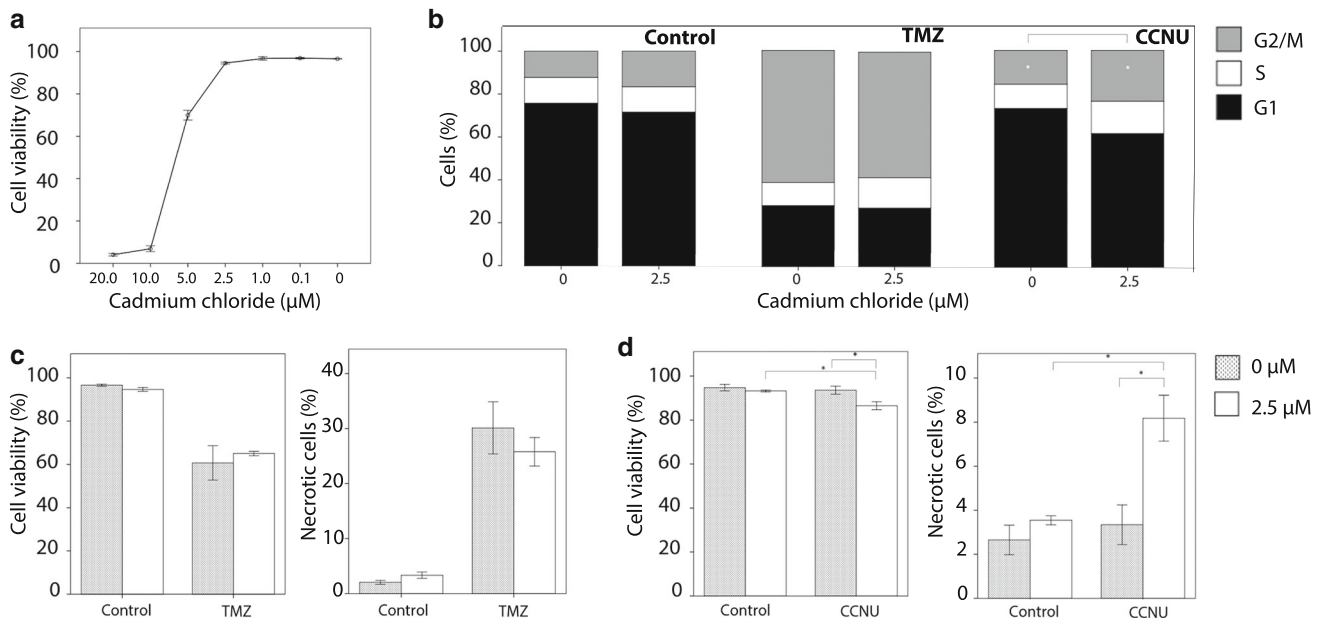 a
100
80
60
40
20
0
Cell viability (%)
20.0 10.0 5.0 2.5 1.0 0.1 0
Cadmium chloride (μM)
b
Control TMZ CCNU
100
80
60
40
20
0
Cells (%)
0 2.5 0 2.5 0 2.5
Cadmium chloride (μM)
G2/M
S
G1
c
100
80
60
40
20
0
Cell viability (%)
Control TMZ
40
30
20
10
0
Necrotic cells (%)
Control TMZ
d
100
80
60
40
20
0
Cell viability (%)
* *
Control CCNU
10
8
6
4
2
0
Necrotic cells (%)
* *
Control CCNU
0 μM
2.5 μM